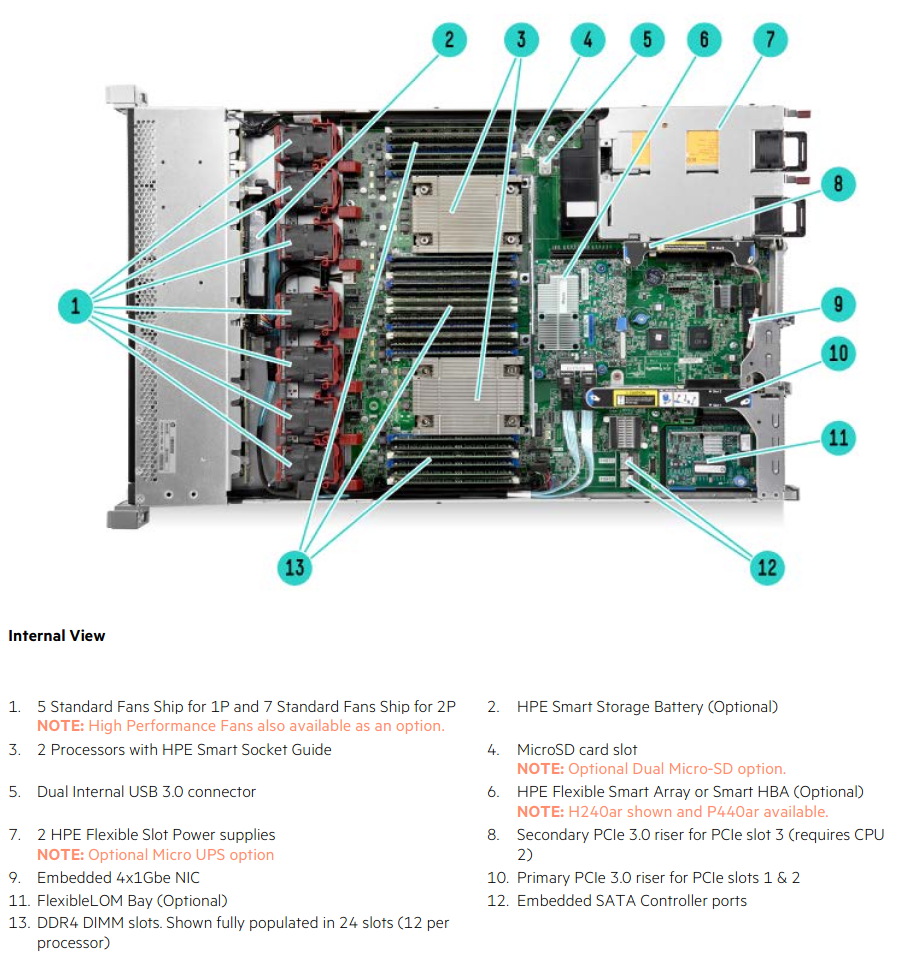 2
3
4
5
6
7
8
1
9
10
11
13
12
Internal View
1. 5 Standard Fans Ship for 1P and 7 Standard Fans Ship for 2P
NOTE: High Performance Fans also available as an option.
2. HPE Smart Storage Battery (Optional)
3. 2 Processors with HPE Smart Socket Guide
4. MicroSD card slot
NOTE: Optional Dual Micro-SD option.
5. Dual Internal USB 3.0 connector
6. HPE Flexible Smart Array or Smart HBA (Optional)
NOTE: H240ar shown and P440ar available.
7. 2 HPE Flexible Slot Power supplies
NOTE: Optional Micro UPS option
8. Secondary PCIe 3.0 riser for PCIe slot 3 (requires CPU
2)
9. Embedded 4x1Gbe NIC
10. Primary PCIe 3.0 riser for PCIe slots 1 & 2
11. FlexibleLOM Bay (Optional)
12. Embedded SATA Controller ports
13. DDR4 DIMM slots. Shown fully populated in 24 slots (12 per
processor)